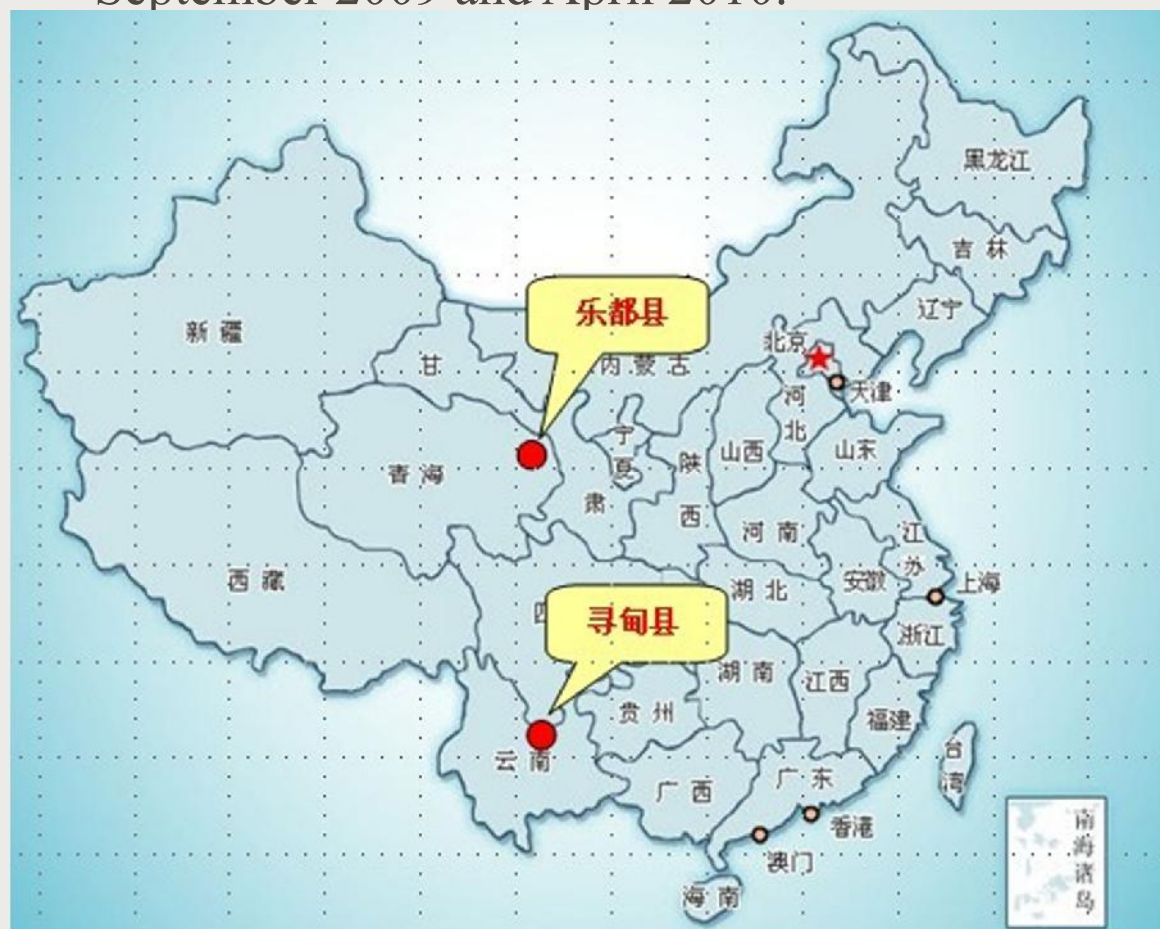 September 2009 and April 2010.
黑龙江
吉林
辽宁
乐都县
新疆
北京
甘
内蒙古
天津
河北
宁夏
山西
山东
陕西
青海
肃
河南
江苏
西藏
安徽
湖北
上海
寻甸县
浙江
湖南
江西
贵州
福建
云南
台湾
广西
广东
香港
澳门
海南
南海诸岛